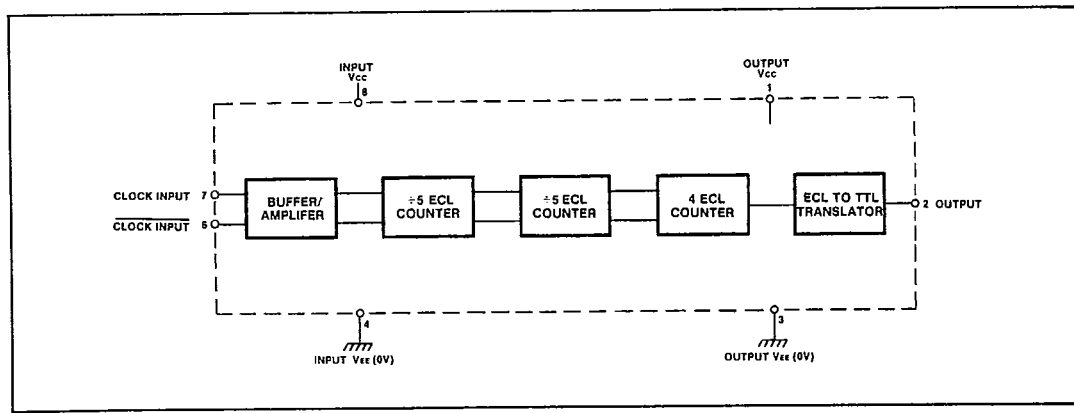 INPUT
Vcc
8
OUTPUT
Vcc
1
CLOCK INPUT 7
CLOCK INPUT 6
BUFFER/
AMPLIFER
÷5 ECL
COUNTER
÷5 ECL
COUNTER
4 ECL
COUNTER
ECL TO TTL
TRANSLATOR
2 OUTPUT
4
INPUT VEE (0V)
3
OUTPUT VEE (0V)